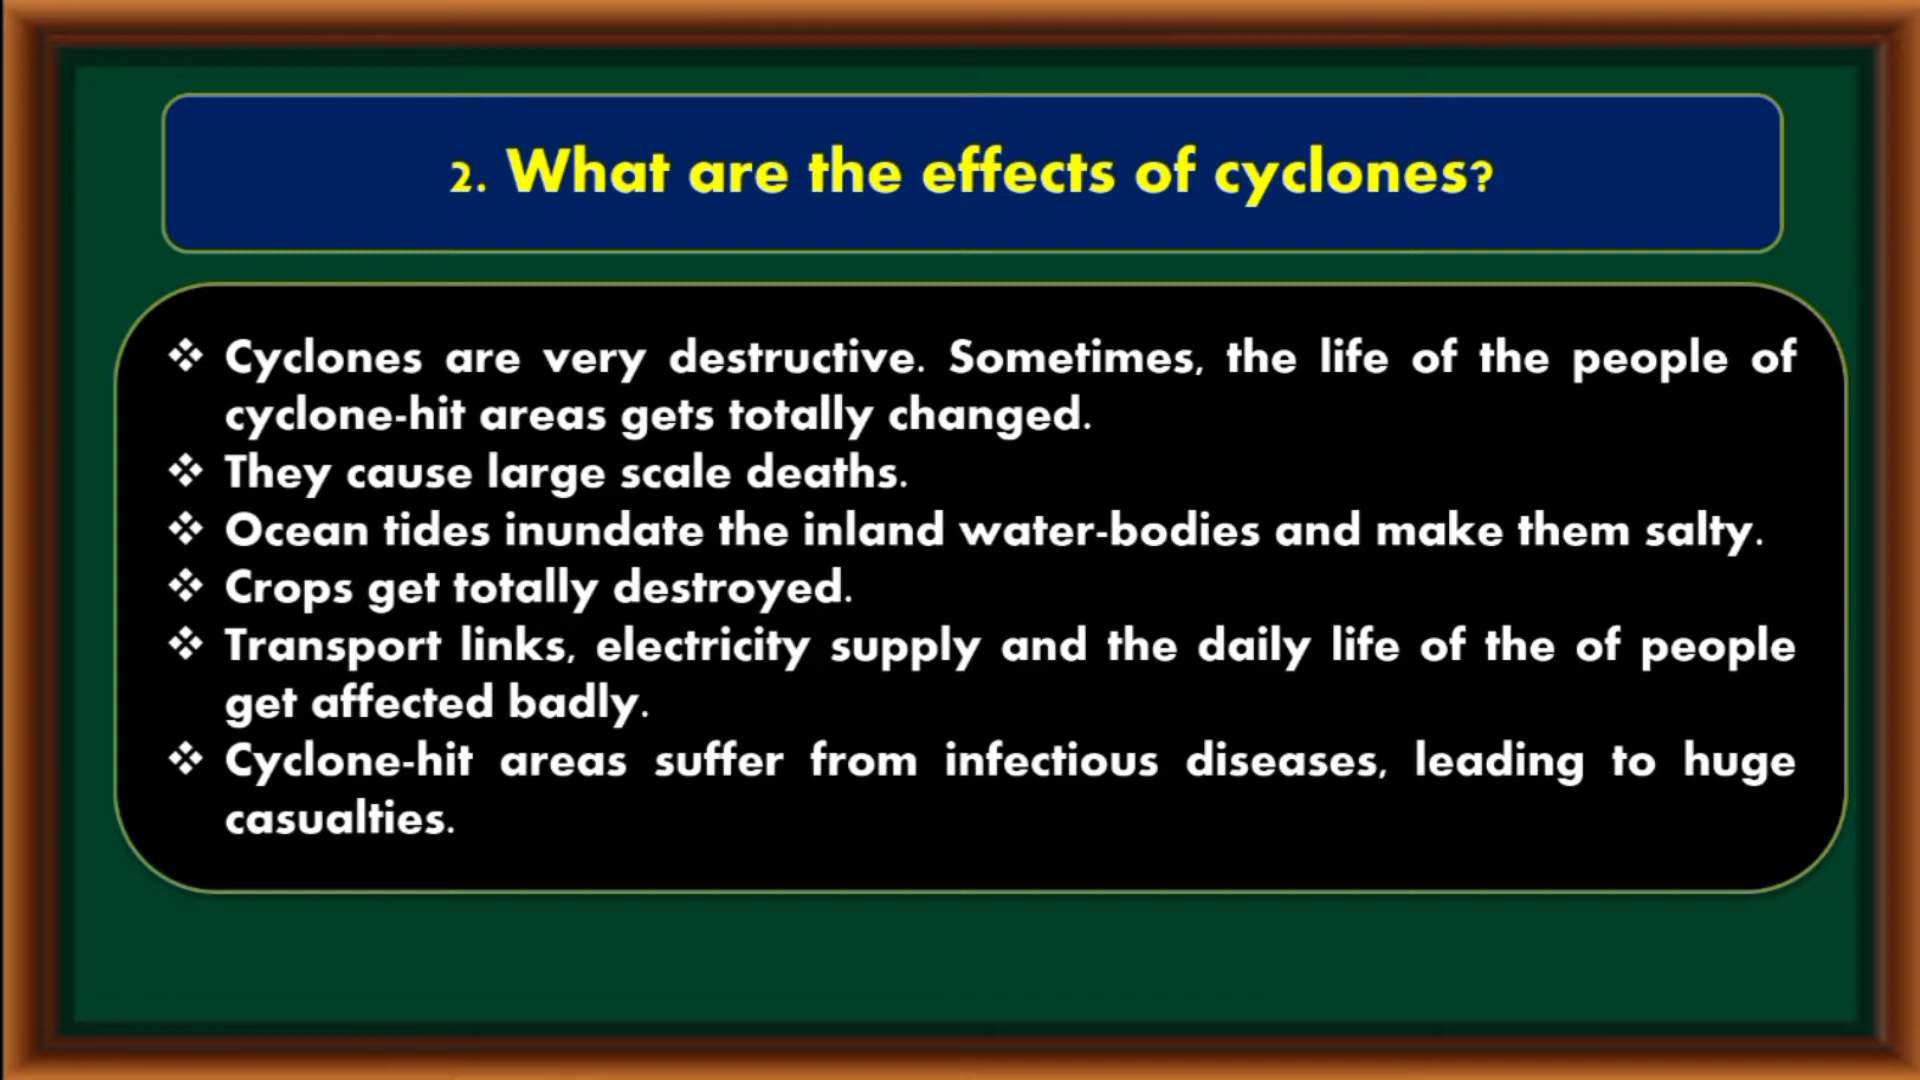 2. What are the effects of cyclones?
❖ Cyclones are very destructive. Sometimes, the life of the people of
cyclone-hit areas gets totally changed.
❖ They cause large scale deaths.
❖ Ocean tides inundate the inland water-bodies and make them salty.
❖ Crops get totally destroyed.
❖ Transport links, electricity supply and the daily life of the of people
get affected badly.
❖ Cyclone-hit areas suffer from infectious diseases, leading to huge
casualties.